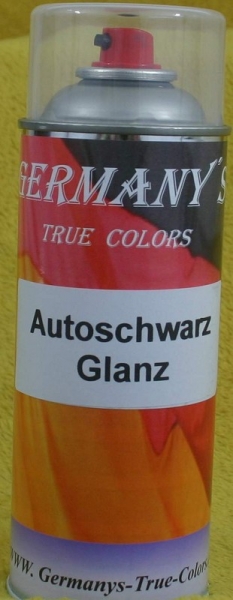 GERMANY´S
TRUE COLORS
Autoschwarz
Glanz
www. Germanys-True-Colors.